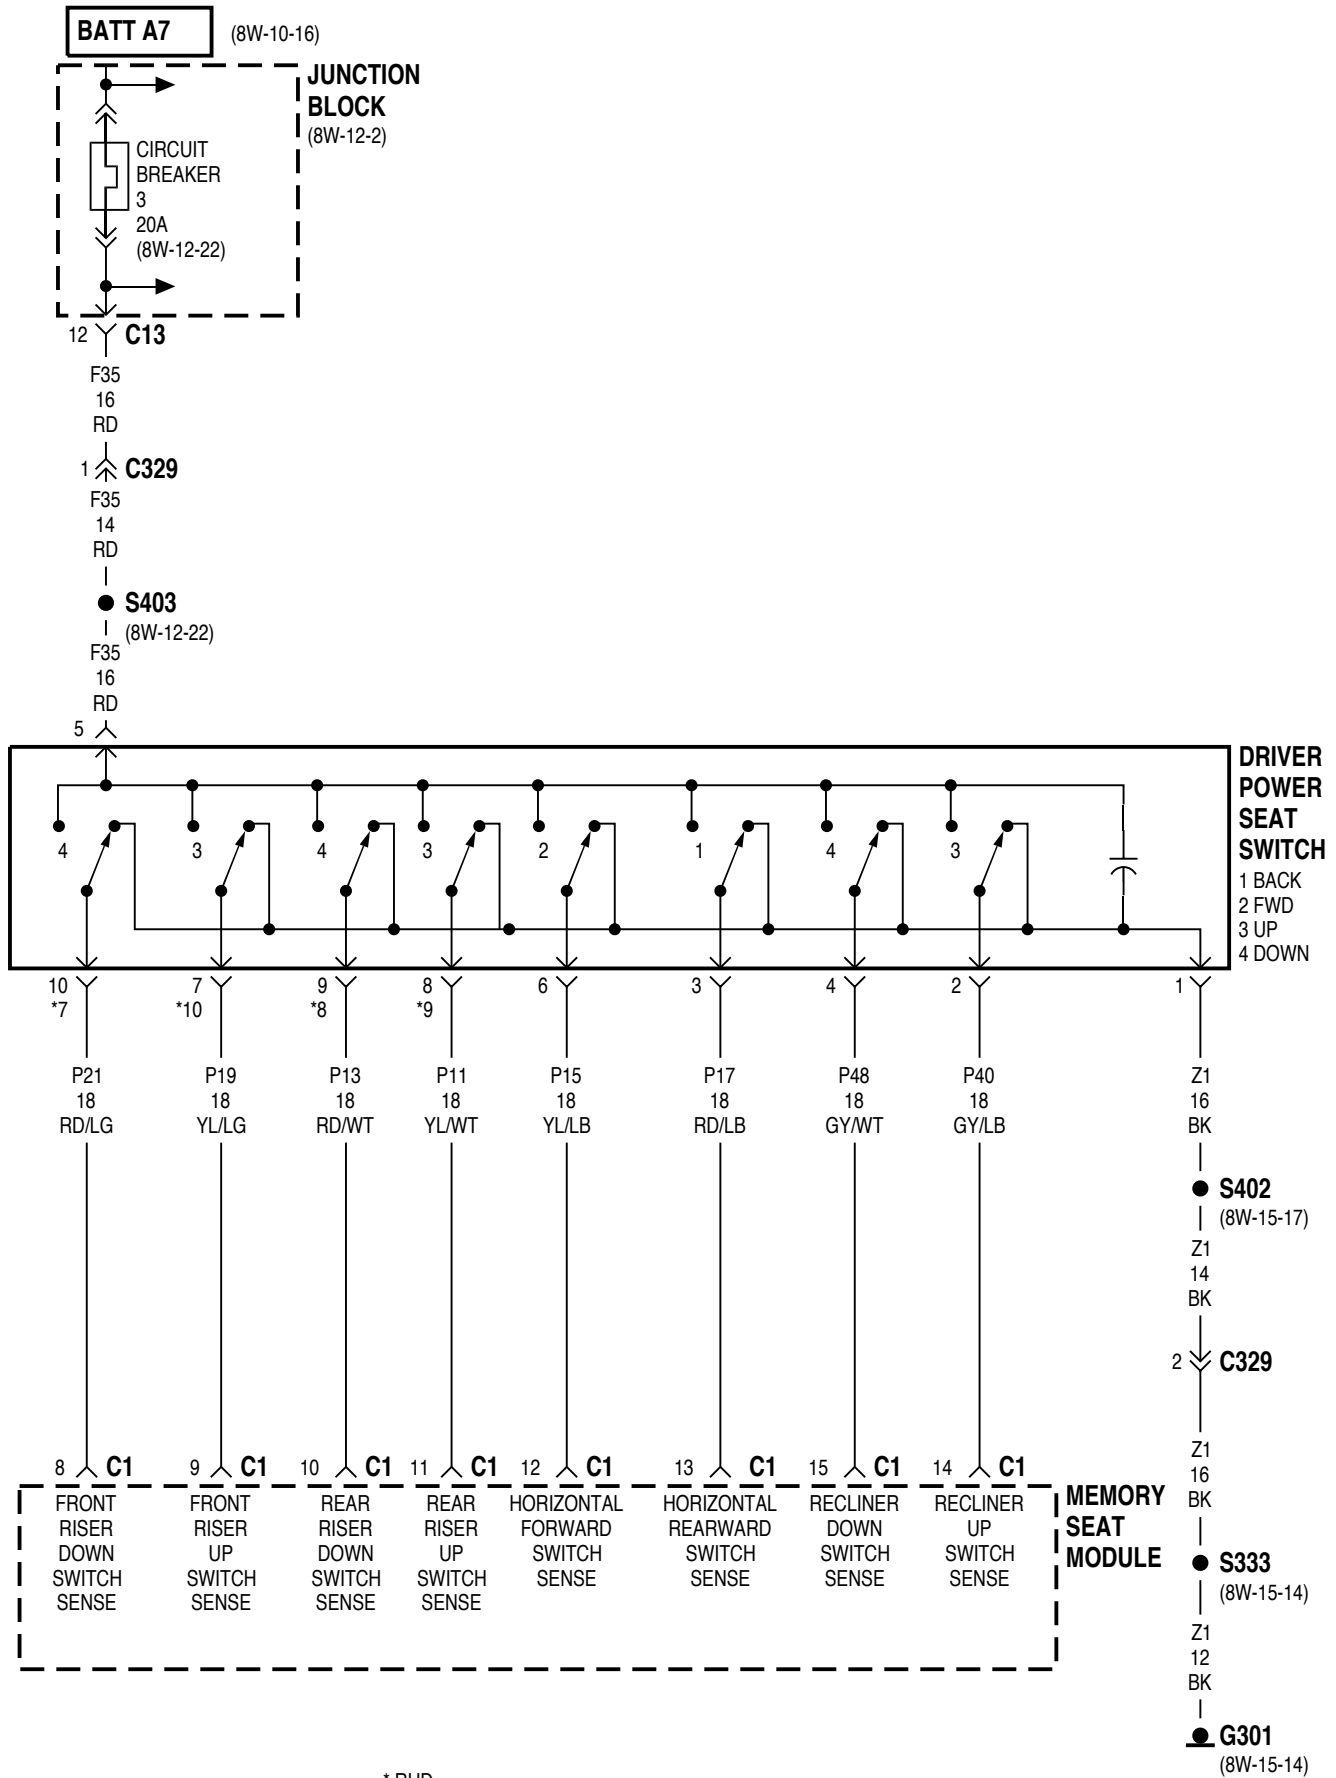 BATT A7 (8W-10-16)
JUNCTION
BLOCK
(8W-12-2)
CIRCUIT
BREAKER
3
20A
(8W-12-22)
12 C13
F35
16
RD
1 C329
F35
14
RD
S403
(8W-12-22)
F35
16
RD
5
DRIVER
POWER
SEAT
SWITCH
1 BACK
2 FWD
3 UP
4 DOWN
4 3 4 3 2 1 4 3
10 7 9 8 6 3 4 2 1
*7 *10 *8 *9
P21 P19 P13 P11 P15 P17 P48 P40 Z1
18 18 18 18 18 18 18 18 16
RD/LG YL/LG RD/WT YL/WT YL/LB RD/LB GY/WT GY/LB BK
S402
(8W-15-17)
Z1
14
BK
2 C329
8 C1 9 C1 10 C1 11 C1 12 C1 13 C1 15 C1 14 C1
FRONT
RISER
DOWN
SWITCH
SENSE
FRONT
RISER
UP
SWITCH
SENSE
REAR
RISER
DOWN
SWITCH
SENSE
REAR
RISER
UP
SWITCH
SENSE
HORIZONTAL
FORWARD
SWITCH
SENSE
HORIZONTAL
REARWARD
SWITCH
SENSE
RECLINER
DOWN
SWITCH
SENSE
RECLINER
UP
SWITCH
SENSE
MEMORY
SEAT
MODULE
Z1
16
BK
S333
(8W-15-14)
Z1
12
BK
G301
(8W-15-14)
* RHD